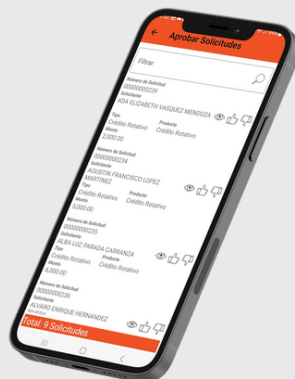 Aprobar Solicitudes
Filtrar
Número de Solicitud
00000000239
Solicitante
ADA ELIZABETH VASQUEZ MENDOZA
Tipo Producto
Crédito Rotativo Crédito Rotativo
Monto
2,000.00
Número de Solicitud
00000000234
Solicitante
AGUSTIN FRANCISCO LOPEZ
MARTINEZ
Tipo Producto
Crédito Rotativo Crédito Rotativo
Monto
5,000.00
Número de Solicitud
00000000235
Solicitante
ALBA LUZ PARADA CARRANZA
Tipo Producto
Crédito Rotativo Crédito Rotativo
Monto
6,000.00
Número de Solicitud
00000000236
Solicitante
ALVARO ENRIQUE HERNANDEZ
Total: 9 Solicitudes